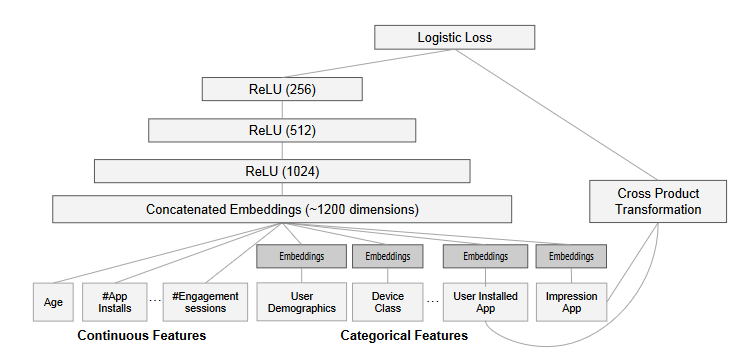 Logistic Loss
ReLU (256)
ReLU (512)
ReLU (1024)
Cross Product
Transformation
Concatenated Embeddings (~1200 dimensions)
Embeddings
Embeddings
Embeddings
Embeddings
Age
#App
Installs
...
#Engagement
sessions
User
Demographics
Device
Class
...
User Installed
App
Impression
App
Continuous Features
Categorical Features